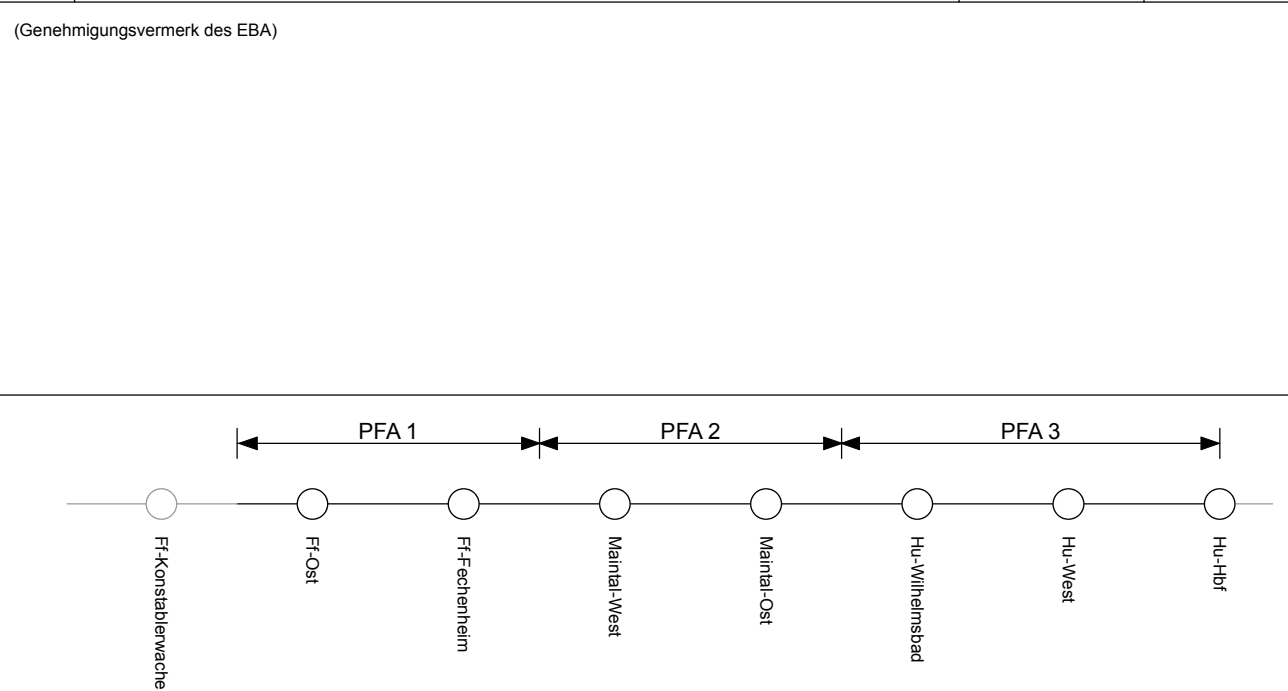 (Genehmigungsvermerk des EBA)
PFA 1
PFA 2
PFA 3
Ff-Konstablerwache
Ff-Ost
Ff-Fechenheim
Maintal-West
Maintal-Ost
Hu-Wilhelmsbad
Hu-West
Hu-Hbf